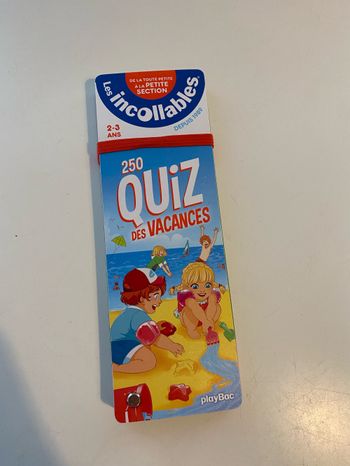 DE LA TOUTE PETITE
À LA PETITE
SECTION
Les
incollables
2-3
ANS
DEPUIS 1989
250
QUiZ
DES VACANCES
playBac